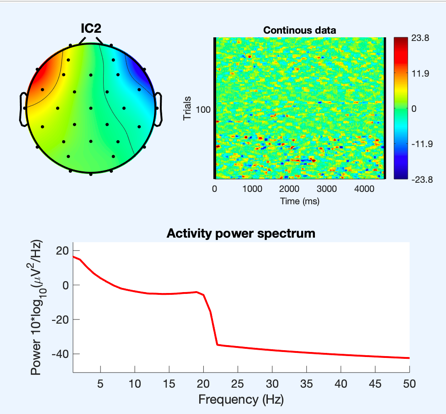 IC2
Continous data
Trials
100
23.8
11.9
0
-11.9
-23.8
0 1000 2000 3000 4000
Time (ms)
Activity power spectrum
Power 10*log10(μV2/Hz)
20
0
-20
-40
5 10 15 20 25 30 35 40 45 50
Frequency (Hz)